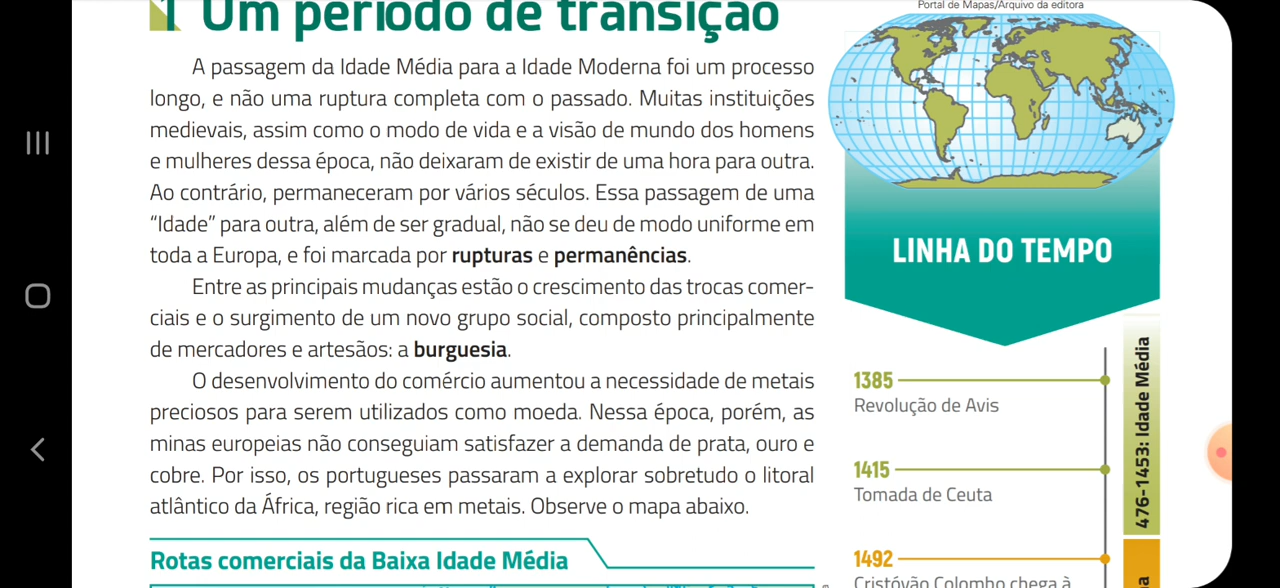 1 Um período de transição
A passagem da Idade Média para a Idade Moderna foi um processo
longo, e não uma ruptura completa com o passado. Muitas instituições
medievais, assim como o modo de vida e a visão de mundo dos homens
e mulheres dessa época, não deixaram de existir de uma hora para outra.
Ao contrário, permaneceram por vários séculos. Essa passagem de uma
“Idade” para outra, além de ser gradual, não se deu de modo uniforme em
toda a Europa, e foi marcada por rupturas e permanências.
Entre as principais mudanças estão o crescimento das trocas comer-
ciais e o surgimento de um novo grupo social, composto principalmente
de mercadores e artesãos: a burguesia.
O desenvolvimento do comércio aumentou a necessidade de metais
preciosos para serem utilizados como moeda. Nessa época, porém, as
minas europeias não conseguiam satisfazer a demanda de prata, ouro e
cobre. Por isso, os portugueses passaram a explorar sobretudo o litoral
atlântico da África, região rica em metais. Observe o mapa abaixo.
Rotas comerciais da Baixa Idade Média
Portal de Mapas/Arquivo da editora
LINHA DO TEMPO
1385
Revolução de Avis
1415
Tomada de Ceuta
1492
Cristóvão Colombo chega à
476-1453: Idade Média